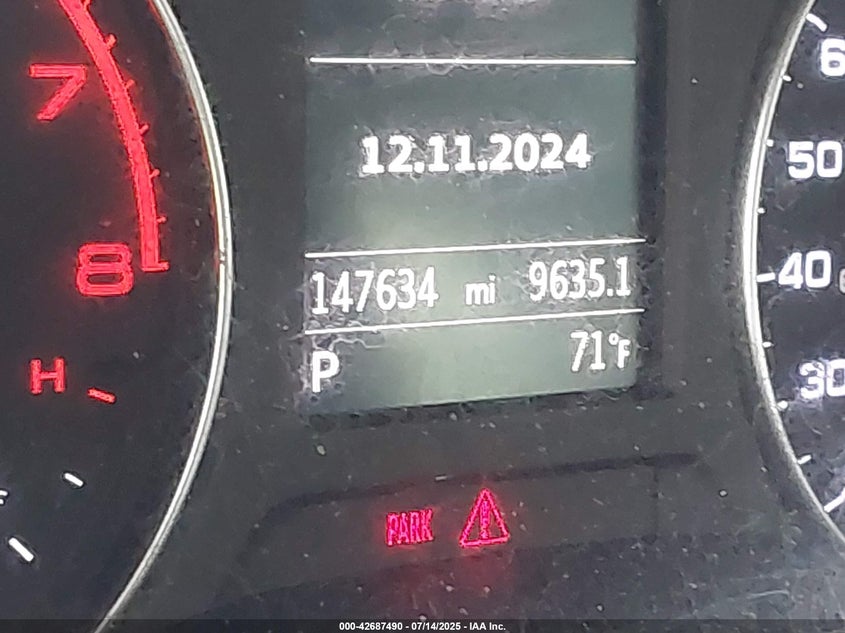 7
8
H
12.11.2024
147634 mi 9635.1
P 71°F
PARK
50
40
30
000-42687490 - 07/14/2025 - IAA Inc.